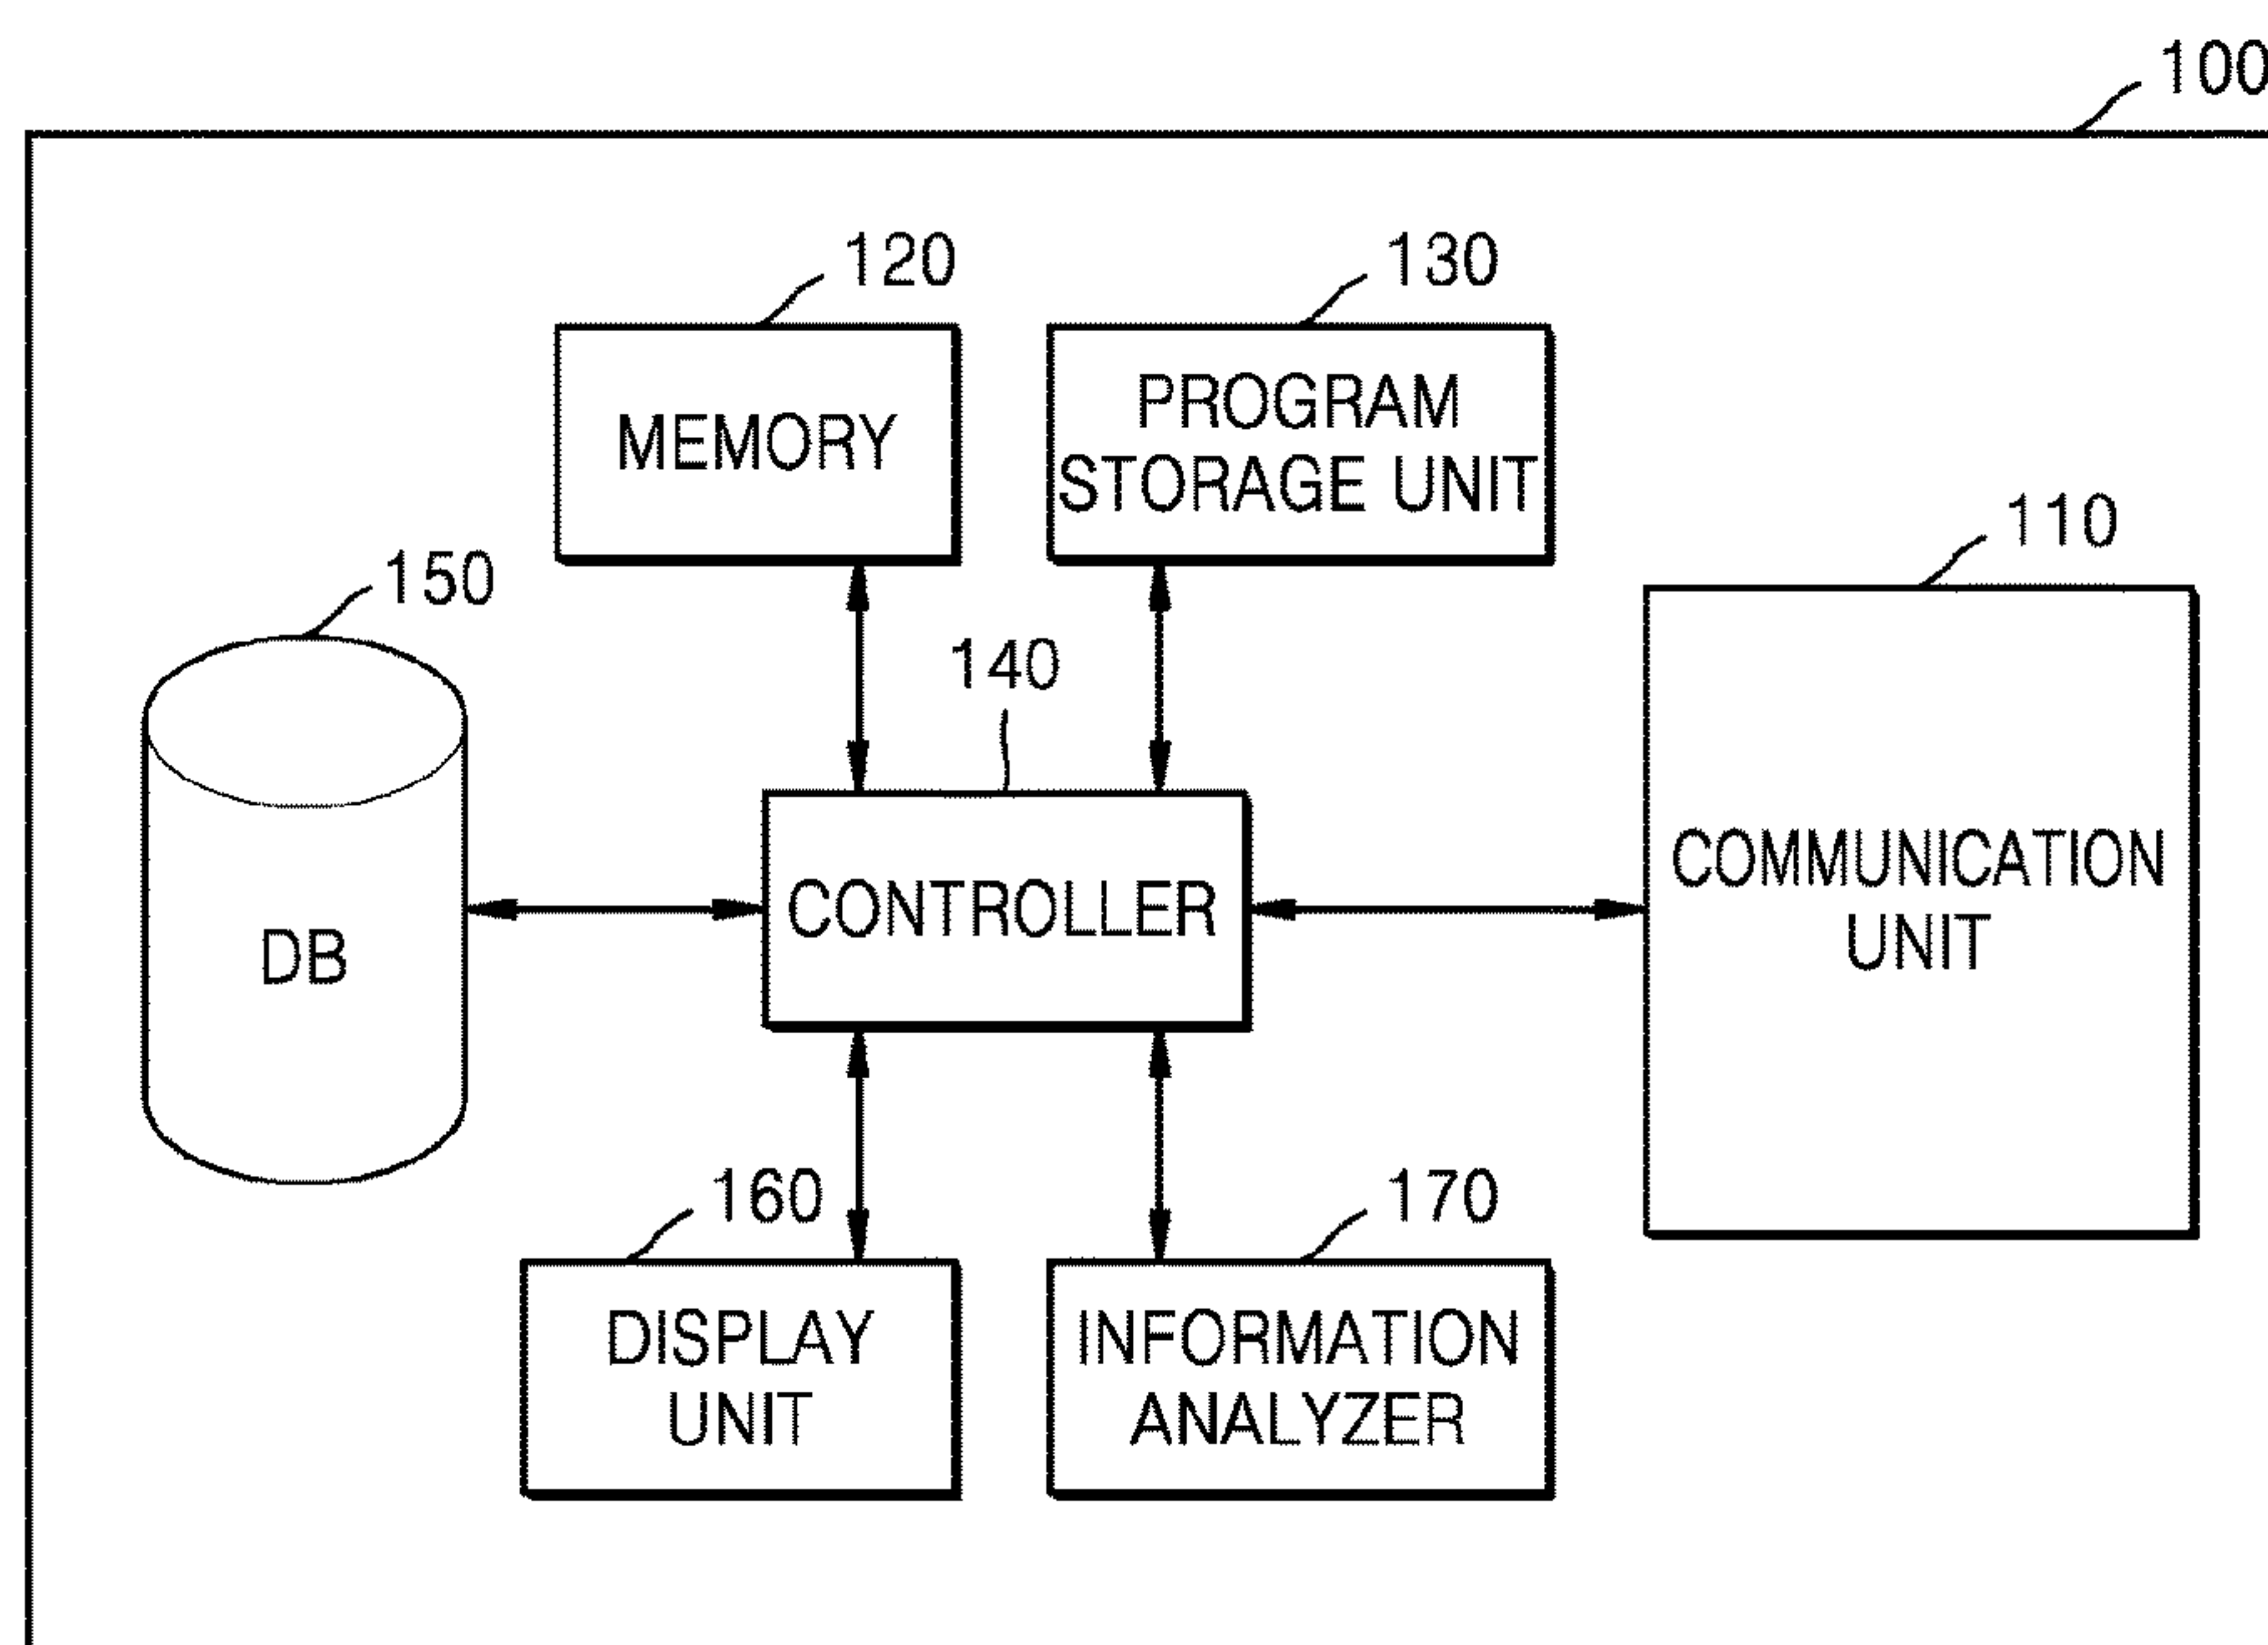 100
120
130
MEMORY
PROGRAM
STORAGE UNIT
110
150
140
COMMUNICATION
UNIT
CONTROLLER
DB
160
170
DISPLAY
UNIT
INFORMATION
ANALYZER